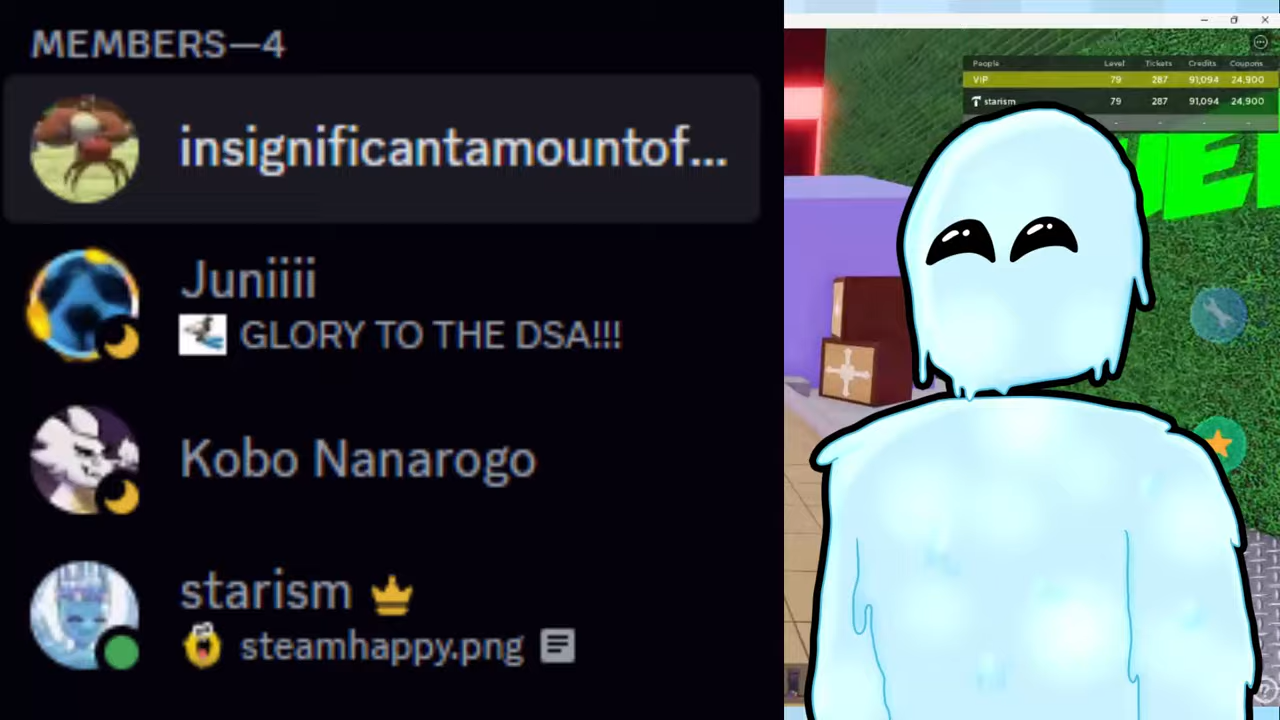 MEMBERS—4
insignificantamountof...
Juniiii
GLORY TO THE DSA!!!
Kobo Nanarogo
starism
steamhappy.png
People Level Tickets Credits Coupons
VIP 79 287 91,094 24,900
starism 79 287 91,094 24,900
- - - -